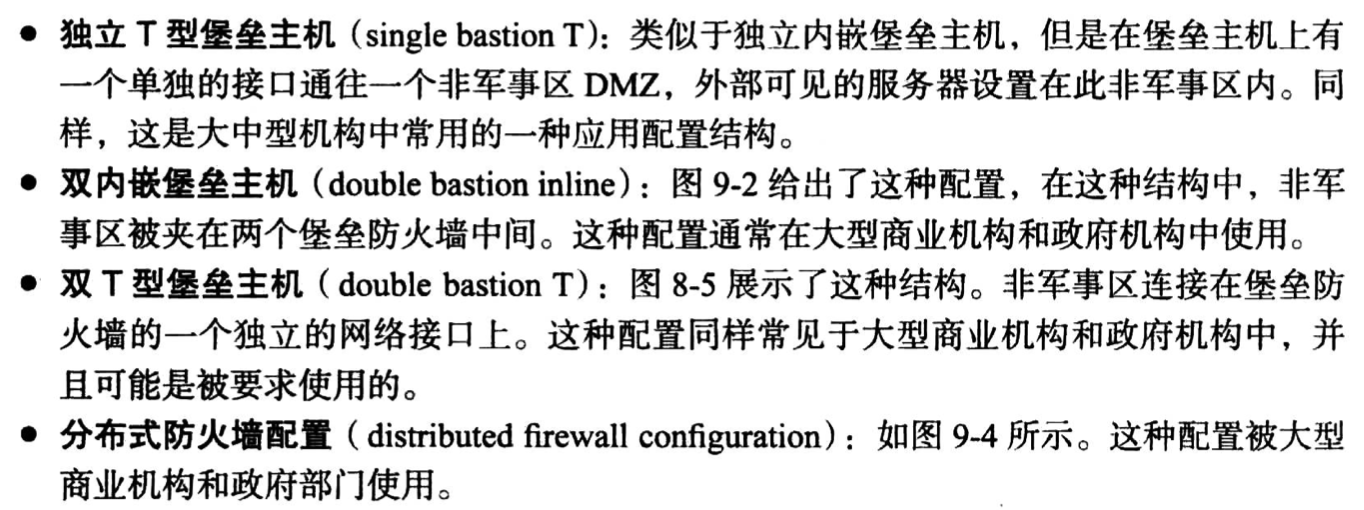 ● 独立 T 型堡垒主机（single bastion T）：类似于独立内嵌堡垒主机，但是在堡垒主机上有
一个单独的接口通往一个非军事区 DMZ，外部可见的服务器设置在此非军事区内。同
样，这是大中型机构中常用的一种应用配置结构。
● 双内嵌堡垒主机（double bastion inline）：图 9-2 给出了这种配置，在这种结构中，非军
事区被夹在两个堡垒防火墙中间。这种配置通常在大型商业机构和政府机构中使用。
● 双 T 型堡垒主机（double bastion T）：图 8-5 展示了这种结构。非军事区连接在堡垒防
火墙的一个独立的网络接口上。这种配置同样常见于大型商业机构和政府机构中，并
且可能是被要求使用的。
● 分布式防火墙配置（distributed firewall configuration）：如图 9-4 所示。这种配置被大型
商业机构和政府部门使用。